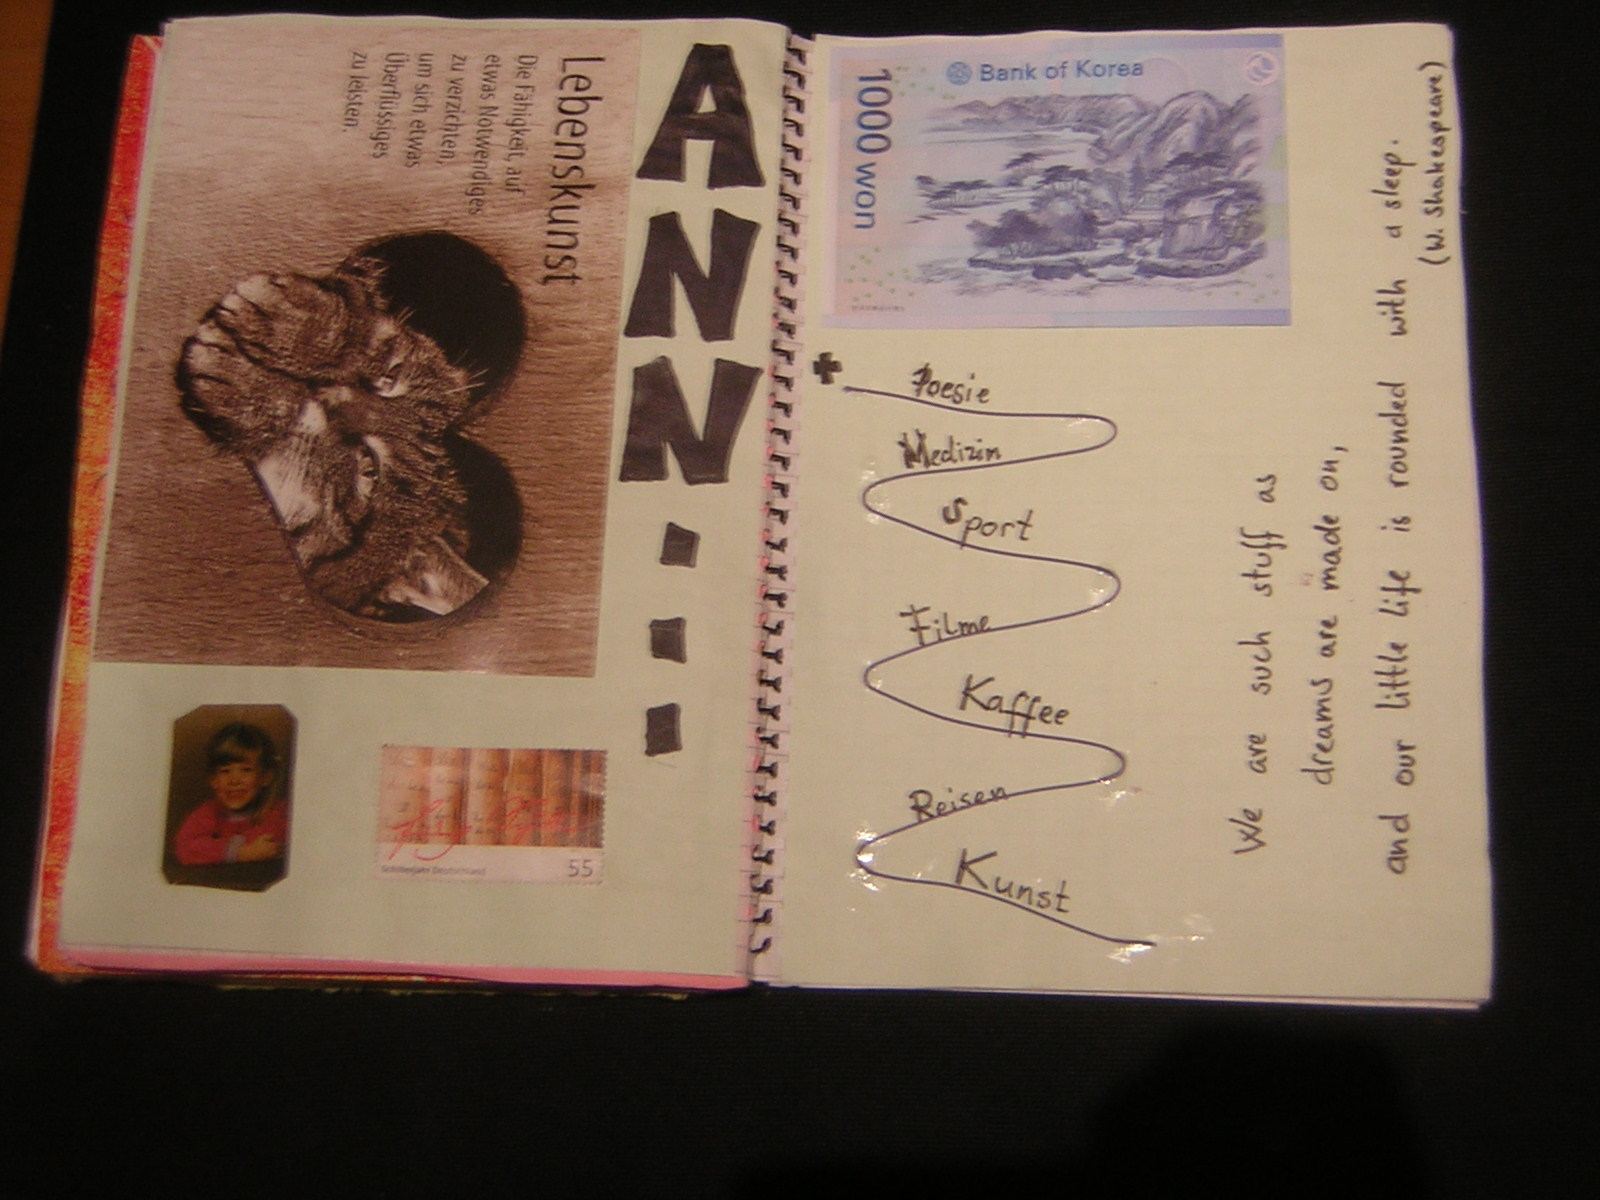 Lebenskunst
Die Fähigkeit, auf
etwas Notwendiges
zu verzichten,
um sich etwas
Überflüssiges
zu leisten.
ANN...
Schillerjahr Deutschland
55
Bank of Korea
1000 won
Poesie
Medizin
Sport
Filme
Kaffee
Reisen
Kunst
We are such stuff as
dreams are made on,
and our little life is rounded with a sleep.
(W. Shakespeare)